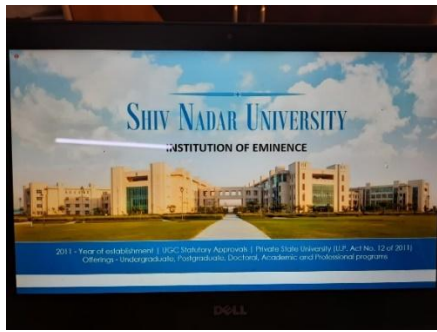 SHIV NADAR UNIVERSITY
INSTITUTION OF EMINENCE
2011 - Year of establishment | UGC Statutory Approvals | Private State University (U.P. Act No. 12 of 2011)
Offerings - Undergraduate, Postgraduate, Doctoral, Academic and Professional programs
DELL